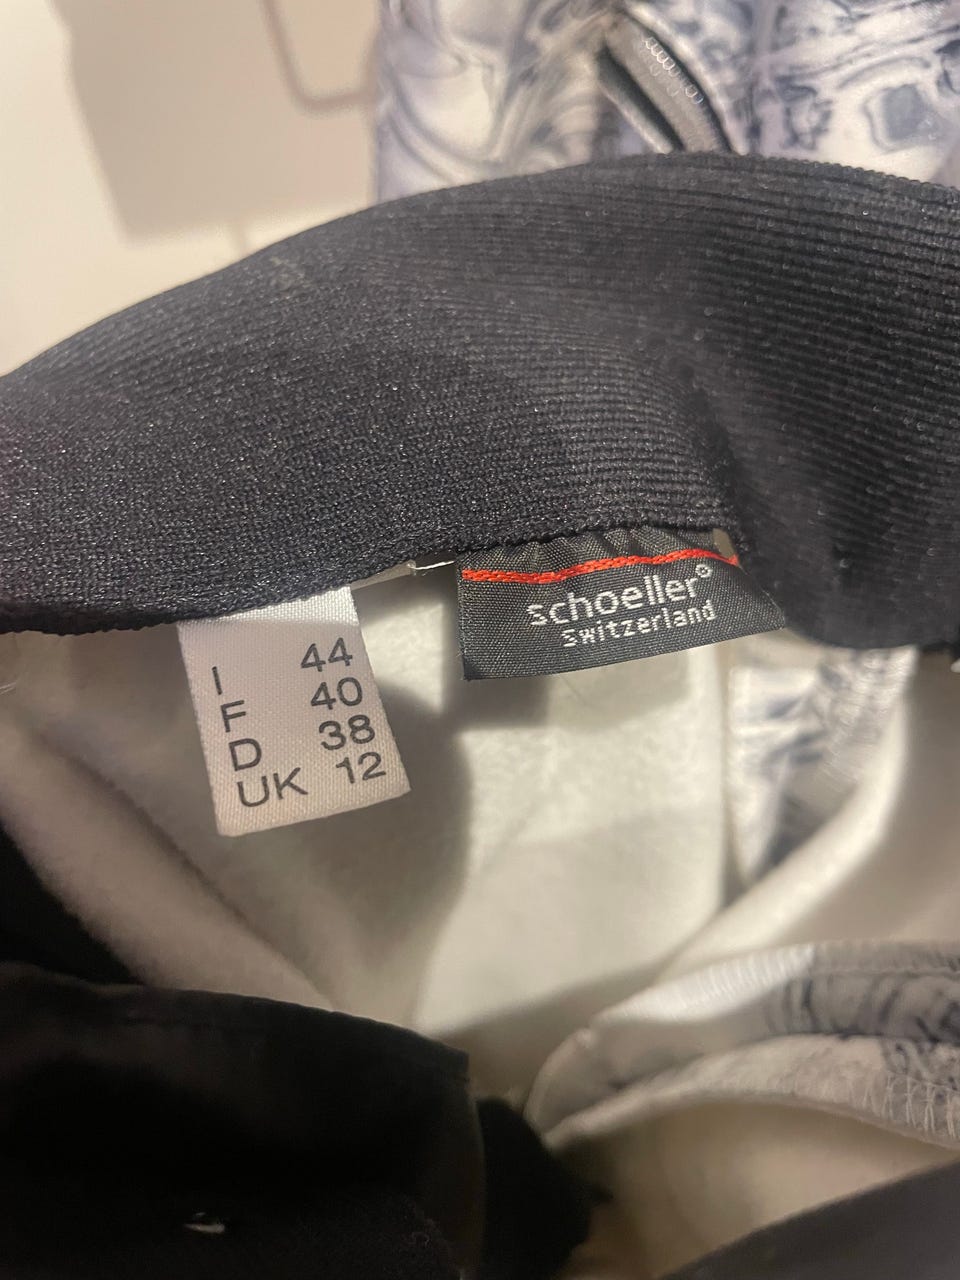 I 44
F 40
D 38
UK 12
schoeller®
switzerland